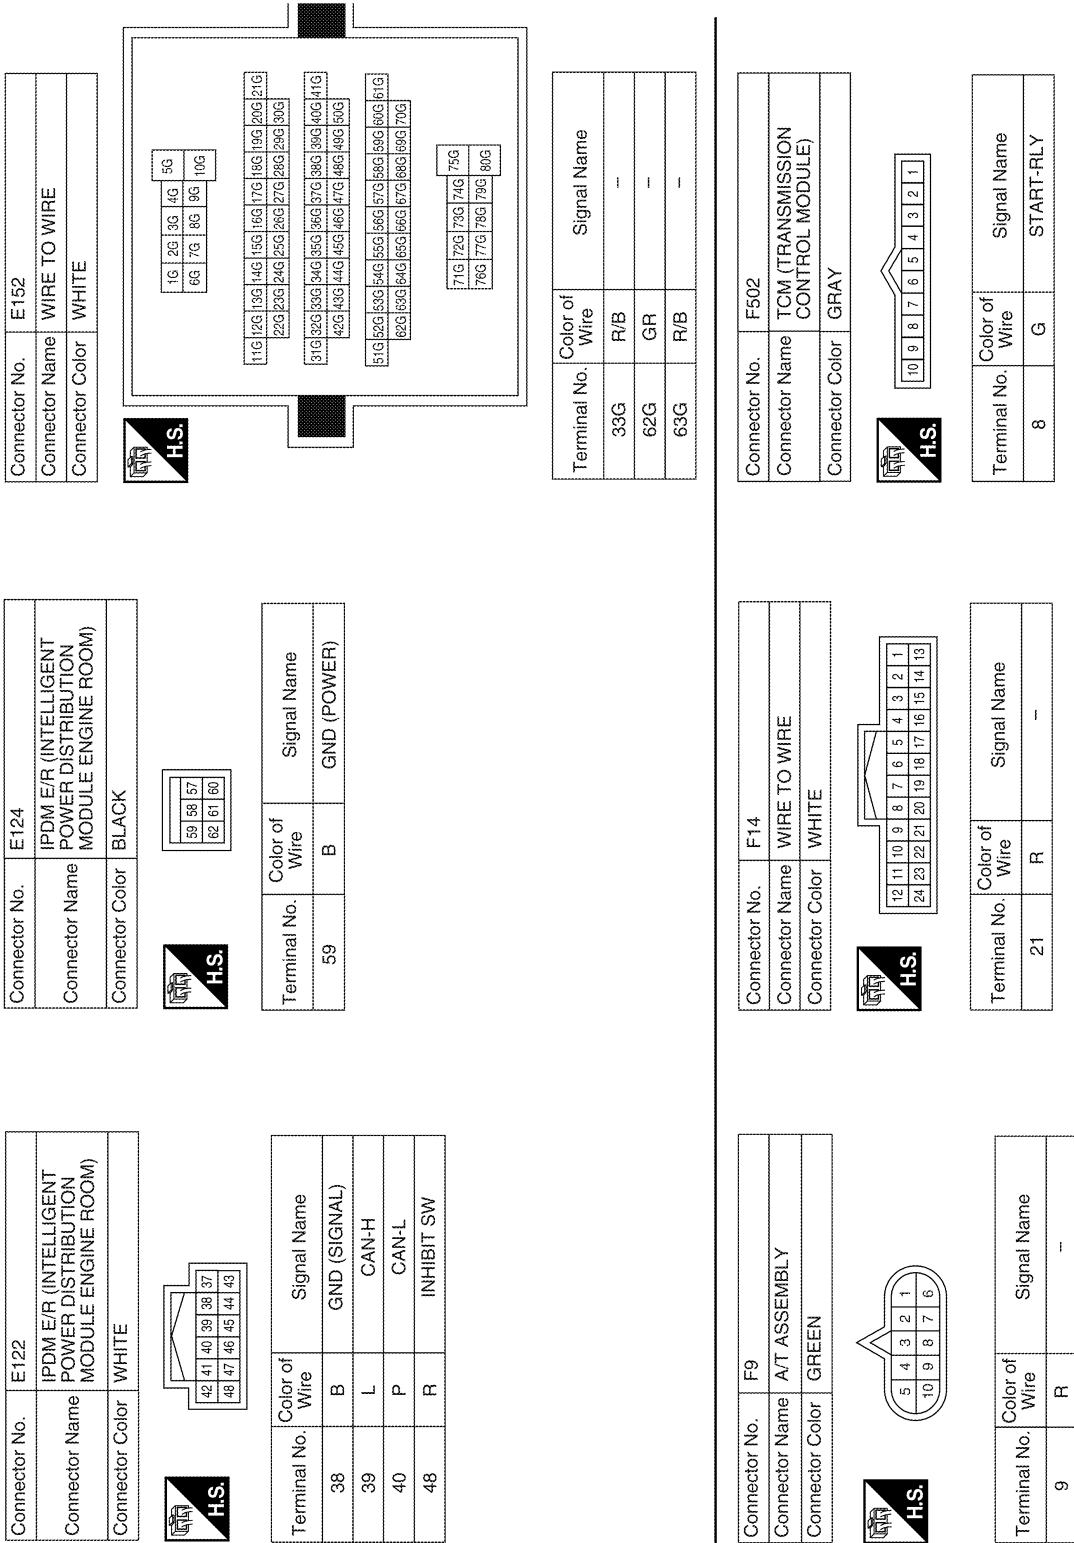 Connector No. E122
Connector Name IPDM E/R (INTELLIGENT
POWER DISTRIBUTION
MODULE ENGINE ROOM)
Connector Color WHITE
H.S.
42 41 40 39 38 37
48 47 46 45 44 43
Terminal No. Color of Wire Signal Name
38 B GND (SIGNAL)
39 L CAN-H
40 P CAN-L
48 R INHIBIT SW
Connector No. E124
Connector Name IPDM E/R (INTELLIGENT
POWER DISTRIBUTION
MODULE ENGINE ROOM)
Connector Color BLACK
H.S.
59 58 57
62 61 60
Terminal No. Color of Wire Signal Name
59 B GND (POWER)
Connector No. E152
Connector Name WIRE TO WIRE
Connector Color WHITE
H.S.
1G 2G 3G 4G 5G
6G 7G 8G 9G 10G
11G 12G 13G 14G 15G 16G 17G 18G 19G 20G 21G
22G 23G 24G 25G 26G 27G 28G 29G 30G
31G 32G 33G 34G 35G 36G 37G 38G 39G 40G 41G
42G 43G 44G 45G 46G 47G 48G 49G 50G
51G 52G 53G 54G 55G 56G 57G 58G 59G 60G 61G
62G 63G 64G 65G 66G 67G 68G 69G 70G
71G 72G 73G 74G 75G
76G 77G 78G 79G 80G
Terminal No. Color of Wire Signal Name
33G R/B –
62G GR –
63G R/B –
Connector No. F9
Connector Name A/T ASSEMBLY
Connector Color GREEN
H.S.
5 4 3 2 1
10 9 8 7 6
Terminal No. Color of Wire Signal Name
9 R –
Connector No. F14
Connector Name WIRE TO WIRE
Connector Color WHITE
H.S.
12 11 10 9 8 7 6 5 4 3 2 1
24 23 22 21 20 19 18 17 16 15 14 13
Terminal No. Color of Wire Signal Name
21 R –
Connector No. F502
Connector Name TCM (TRANSMISSION
CONTROL MODULE)
Connector Color GRAY
H.S.
10 9 8 7 6 5 4 3 2 1
Terminal No. Color of Wire Signal Name
8 G START-RLY